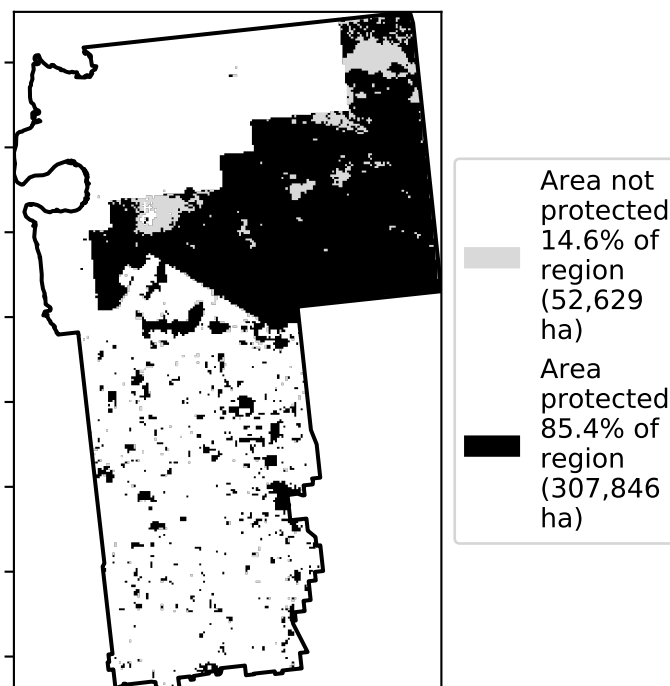 Area not
protected
14.6% of
region
(52,629
ha)
Area
protected
85.4% of
region
(307,846
ha)